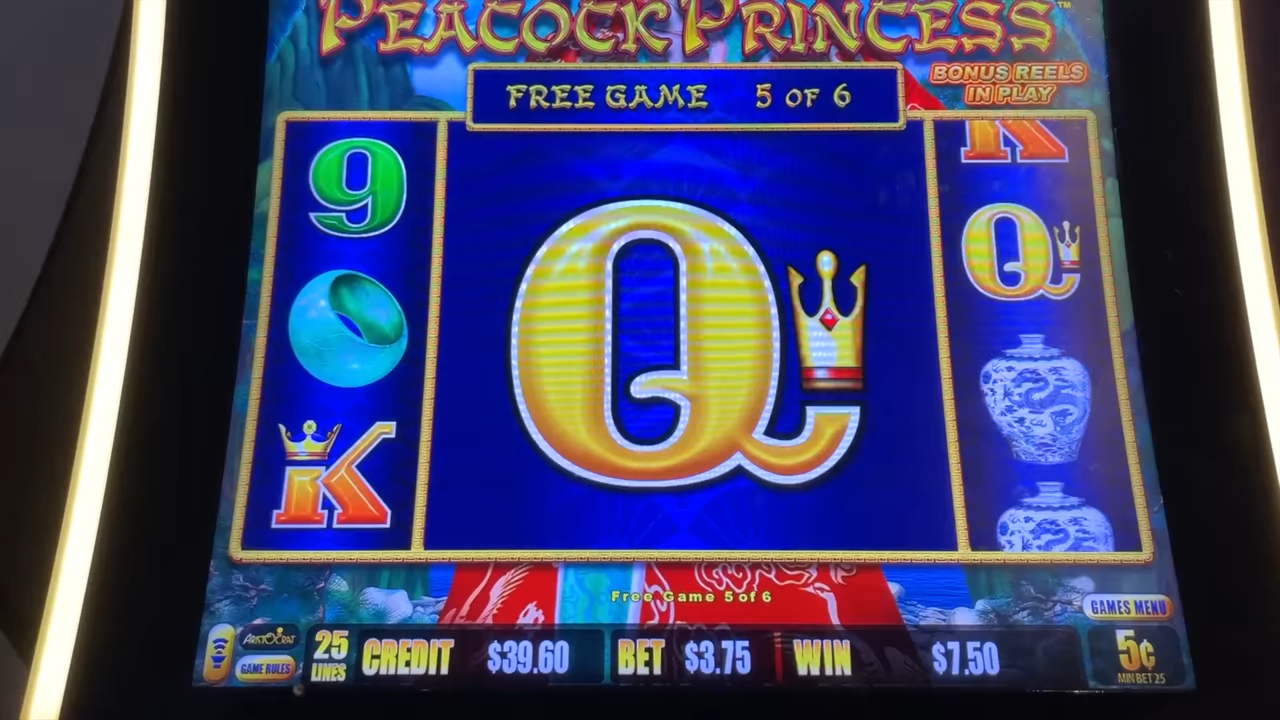 PEACOCK PRINCESS™
BONUS REELS
IN PLAY
FREE GAME 5 OF 6
9
K
Q
K
Q
Free Game 5 of 6
GAMES MENU
ARISTOCRAT
GAME RULES
25
LINES
CREDIT $39.60
BET $3.75
WIN $7.50
5¢
MIN BET 25